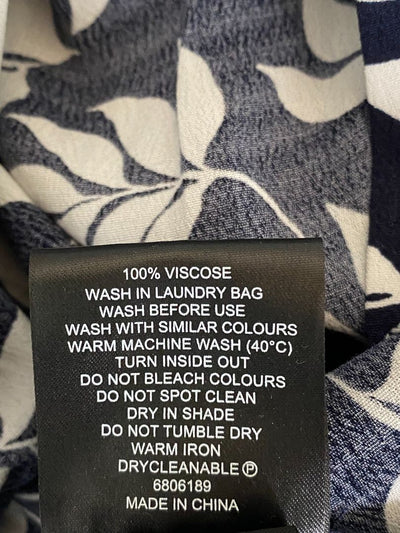 100% VISCOSE
WASH IN LAUNDRY BAG
WASH BEFORE USE
WASH WITH SIMILAR COLOURS
WARM MACHINE WASH (40°C)
TURN INSIDE OUT
DO NOT BLEACH COLOURS
DO NOT SPOT CLEAN
DRY IN SHADE
DO NOT TUMBLE DRY
WARM IRON
DRYCLEANABLE Ⓟ
6806189
MADE IN CHINA